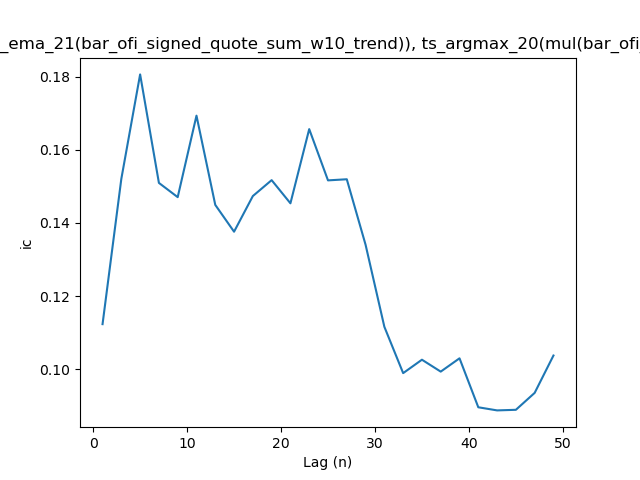 _ema_21(bar_ofi_signed_quote_sum_w10_trend)), ts_argmax_20(mul(bar_ofi_
0.18
0.16
0.14
0.12
0.10
ic
0 10 20 30 40 50
Lag (n)